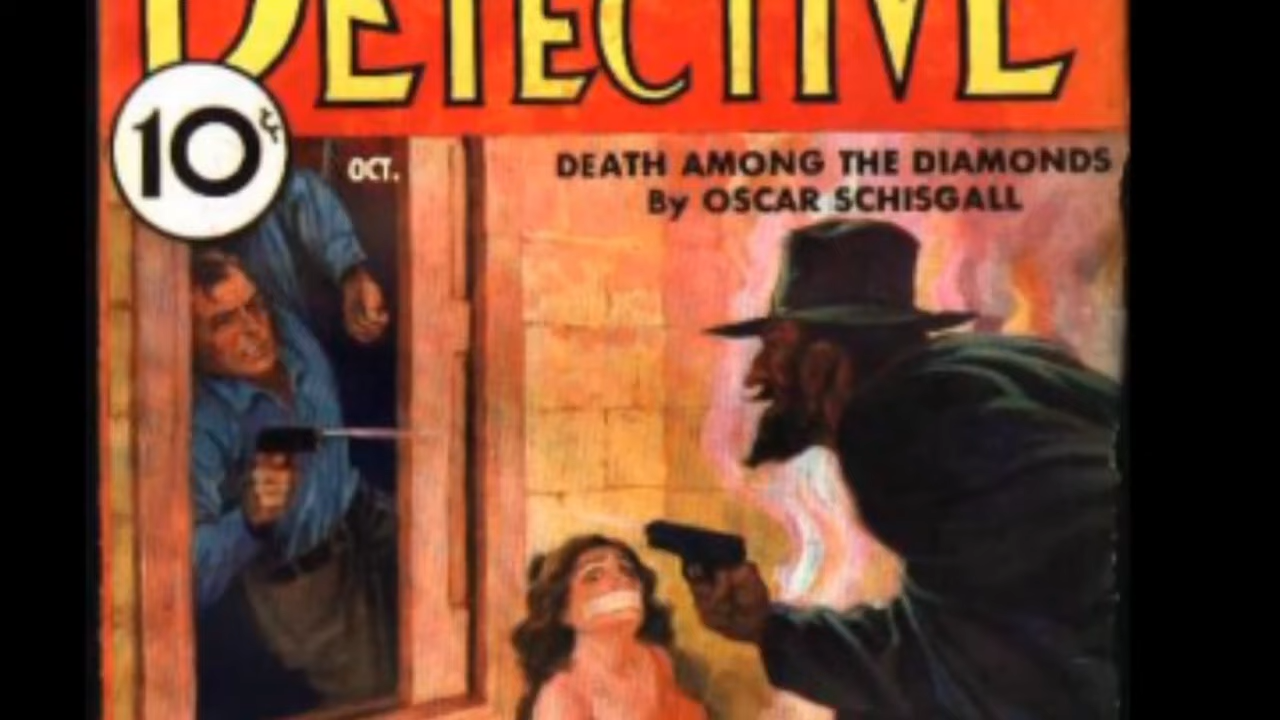 DETECTIVE
10¢
OCT.
DEATH AMONG THE DIAMONDS
By OSCAR SCHISGALL